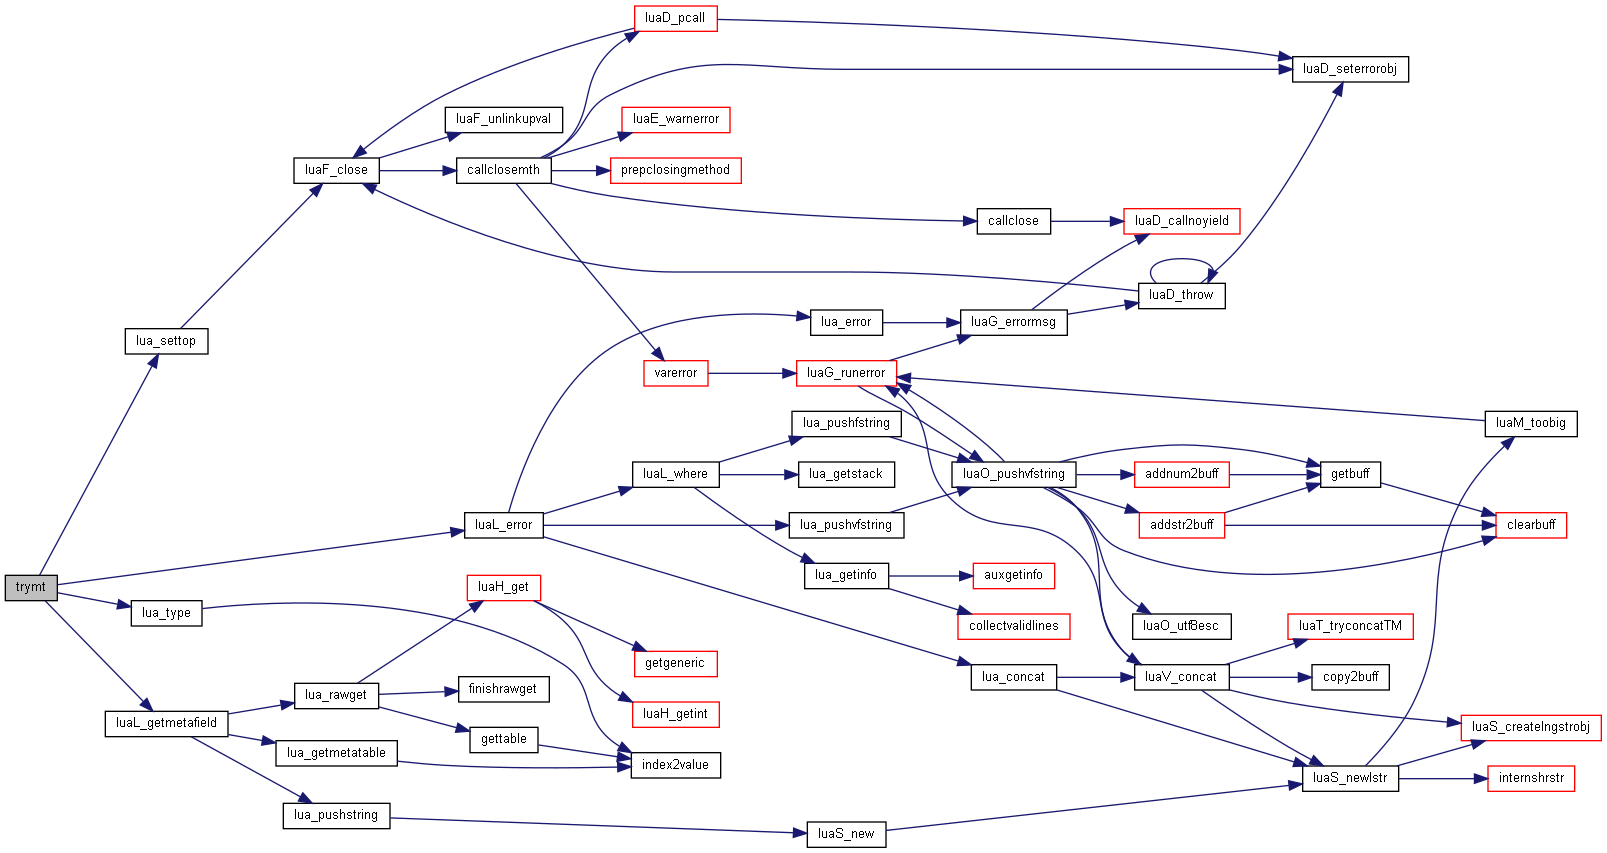 luaD_pcall
luaD_seterrorobj
luaF_unlinkupval
luaE_warnerror
luaF_close
callclosemth
prepclosingmethod
callclose
luaD_callnoyield
luaD_throw
lua_settop
lua_error
luaG_errormsg
varerror
luaG_runerror
lua_pushfstring
luaM_toobig
luaL_where
lua_getstack
luaO_pushvfstring
addnum2buff
getbuff
luaL_error
lua_pushvfstring
addstr2buff
clearbuff
trymt
lua_type
luaH_get
lua_getinfo
auxgetinfo
collectvalidlines
luaO_utf8esc
luaT_tryconcatTM
getgeneric
lua_concat
luaV_concat
copy2buff
lua_rawget
finishrawget
luaH_getint
luaL_getmetafield
gettable
luaS_createlngstrobj
lua_getmetatable
index2value
luaS_newlstr
internshrstr
lua_pushstring
luaS_new